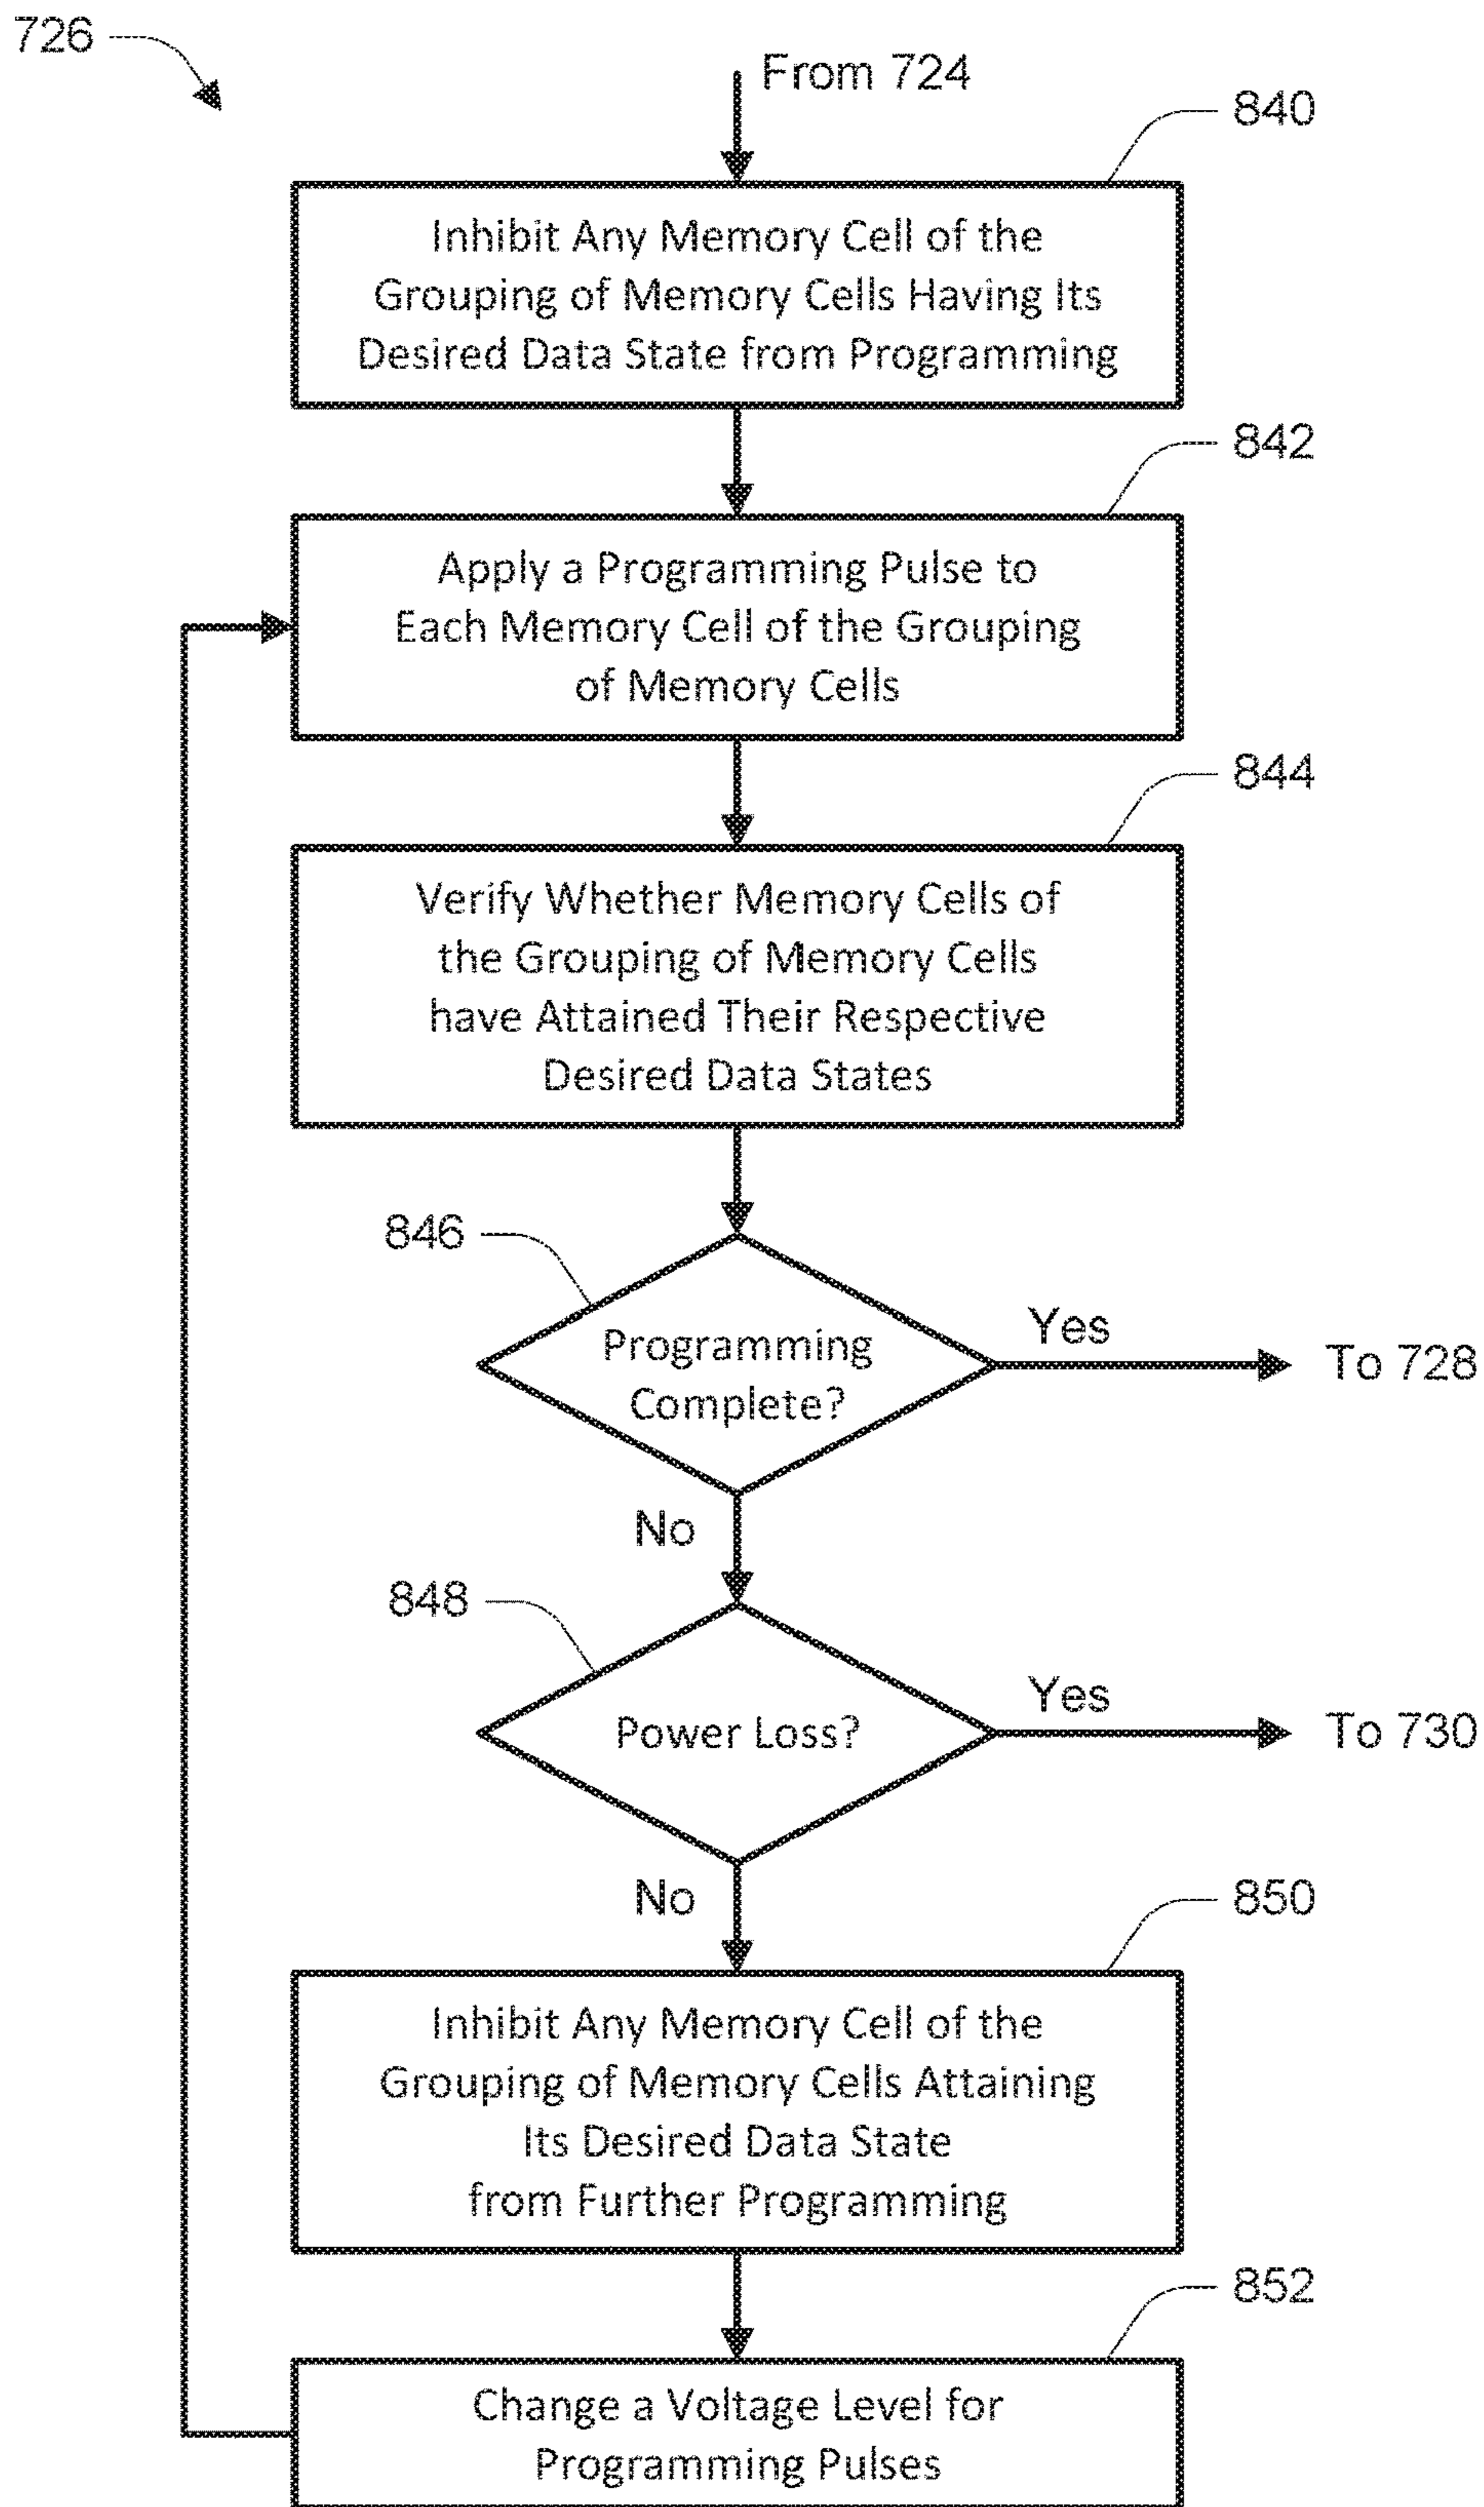 726
From 724
840
Inhibit Any Memory Cell of the
Grouping of Memory Cells Having Its
Desired Data State from Programming
842
Apply a Programming Pulse to
Each Memory Cell of the Grouping
of Memory Cells
844
Verify Whether Memory Cells of
the Grouping of Memory Cells
have Attained Their Respective
Desired Data States
846
Programming
Complete?
Yes
To 728
No
848
Power Loss?
Yes
To 730
No
850
Inhibit Any Memory Cell of the
Grouping of Memory Cells Attaining
Its Desired Data State
from Further Programming
852
Change a Voltage Level for
Programming Pulses